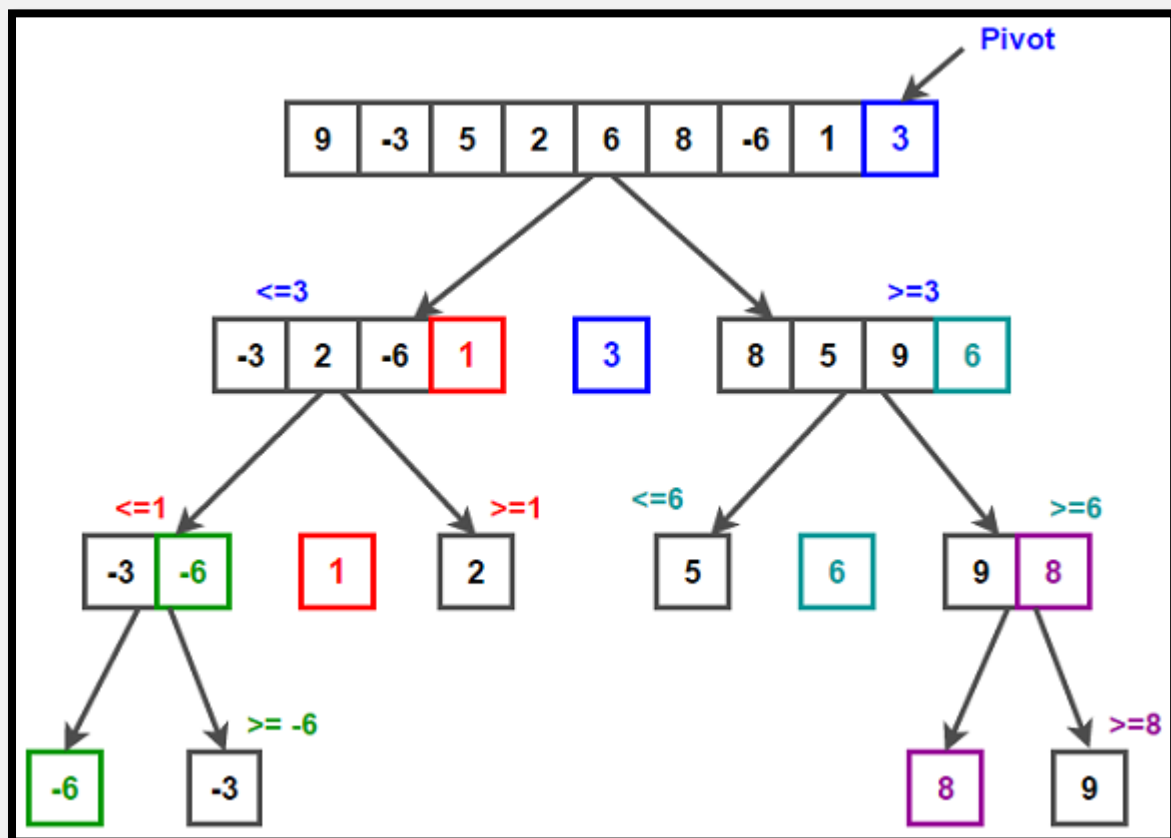 Pivot
9 -3 5 2 6 8 -6 1 3
<=3 >=3
-3 2 -6 1 3 8 5 9 6
<=1 >=1 <=6 >=6
-3 -6 1 2 5 6 9 8
>= -6 >=8
-6 -3 8 9